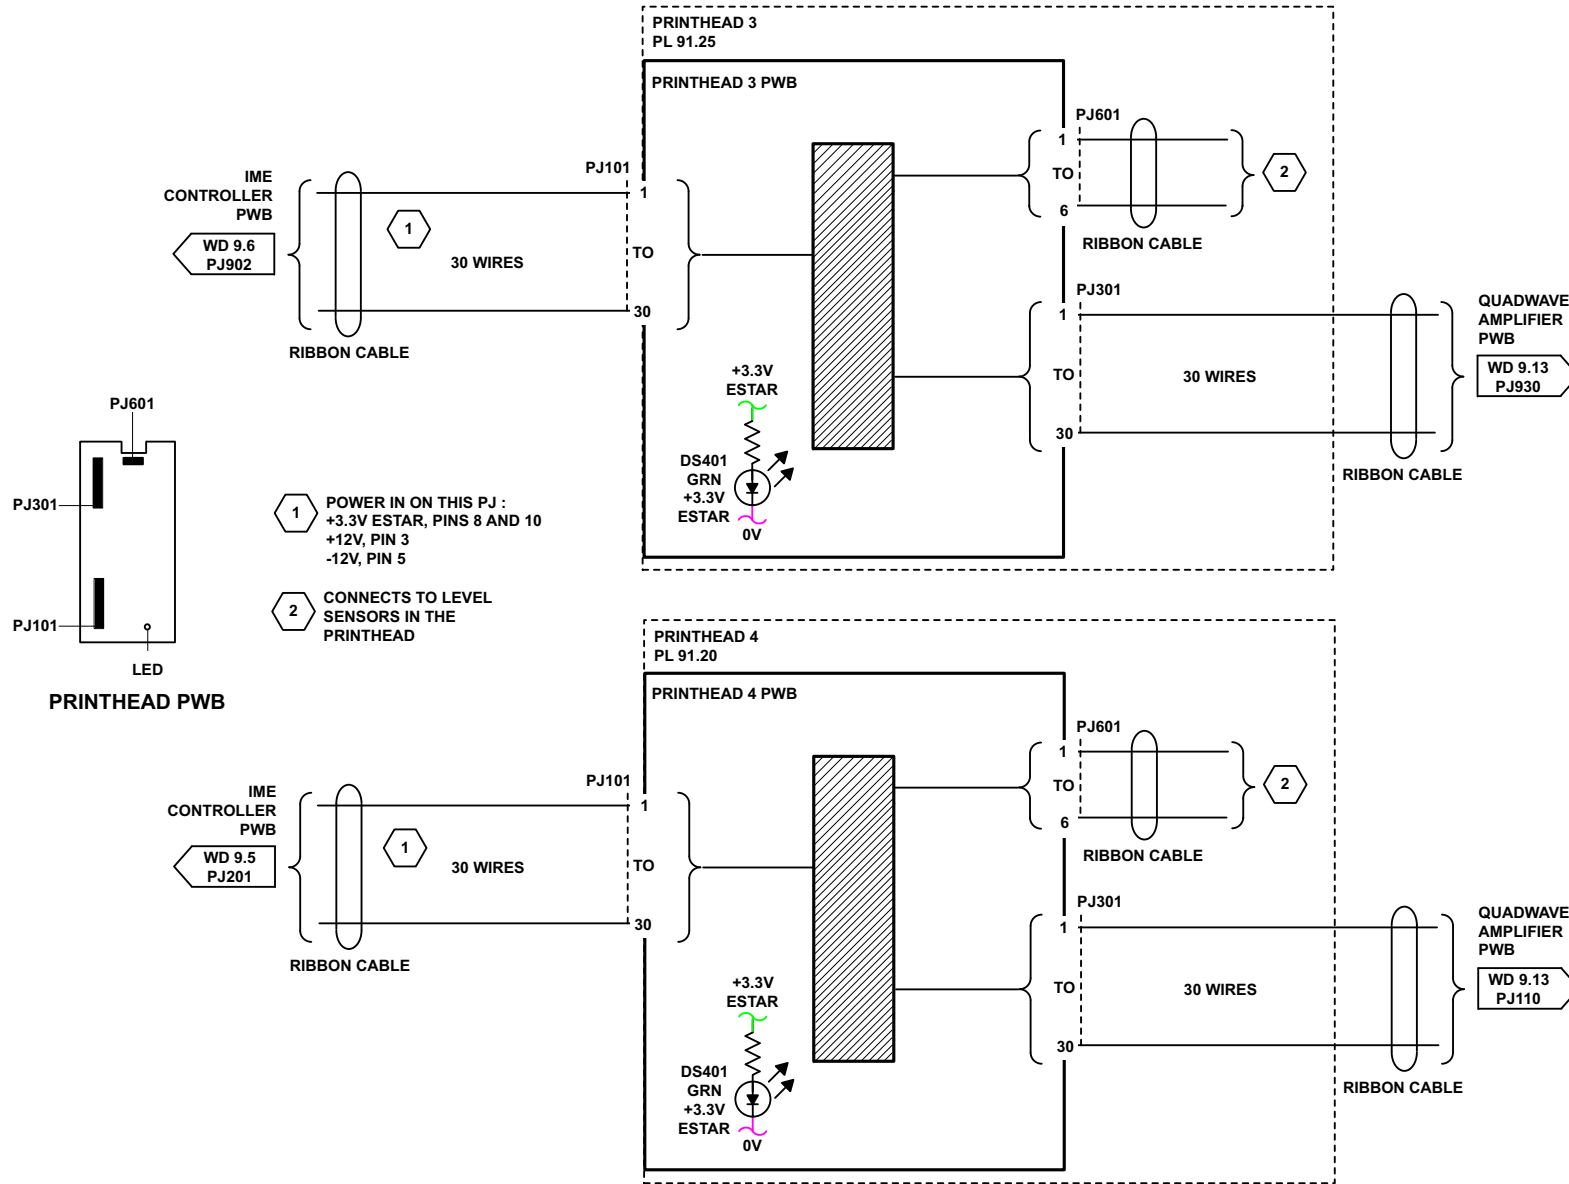 PRINTHEAD 3
PL 91.25
PRINTHEAD 3 PWB
PJ601
1
TO
6
2
RIBBON CABLE
IME
CONTROLLER
PWB
WD 9.6
PJ902
1
30 WIRES
RIBBON CABLE
PJ101
1
TO
30
PJ301
1
TO
30
30 WIRES
RIBBON CABLE
QUADWAVE
AMPLIFIER
PWB
WD 9.13
PJ930
+3.3V
ESTAR
DS401
GRN
+3.3V
ESTAR
0V
PJ601
PJ301
PJ101
LED
PRINTHEAD PWB
1
POWER IN ON THIS PJ :
+3.3V ESTAR, PINS 8 AND 10
+12V, PIN 3
-12V, PIN 5
2
CONNECTS TO LEVEL
SENSORS IN THE
PRINTHEAD
PRINTHEAD 4
PL 91.20
PRINTHEAD 4 PWB
PJ601
1
TO
6
2
RIBBON CABLE
IME
CONTROLLER
PWB
WD 9.5
PJ201
1
30 WIRES
RIBBON CABLE
PJ101
1
TO
30
PJ301
1
TO
30
30 WIRES
RIBBON CABLE
QUADWAVE
AMPLIFIER
PWB
WD 9.13
PJ110
+3.3V
ESTAR
DS401
GRN
+3.3V
ESTAR
0V